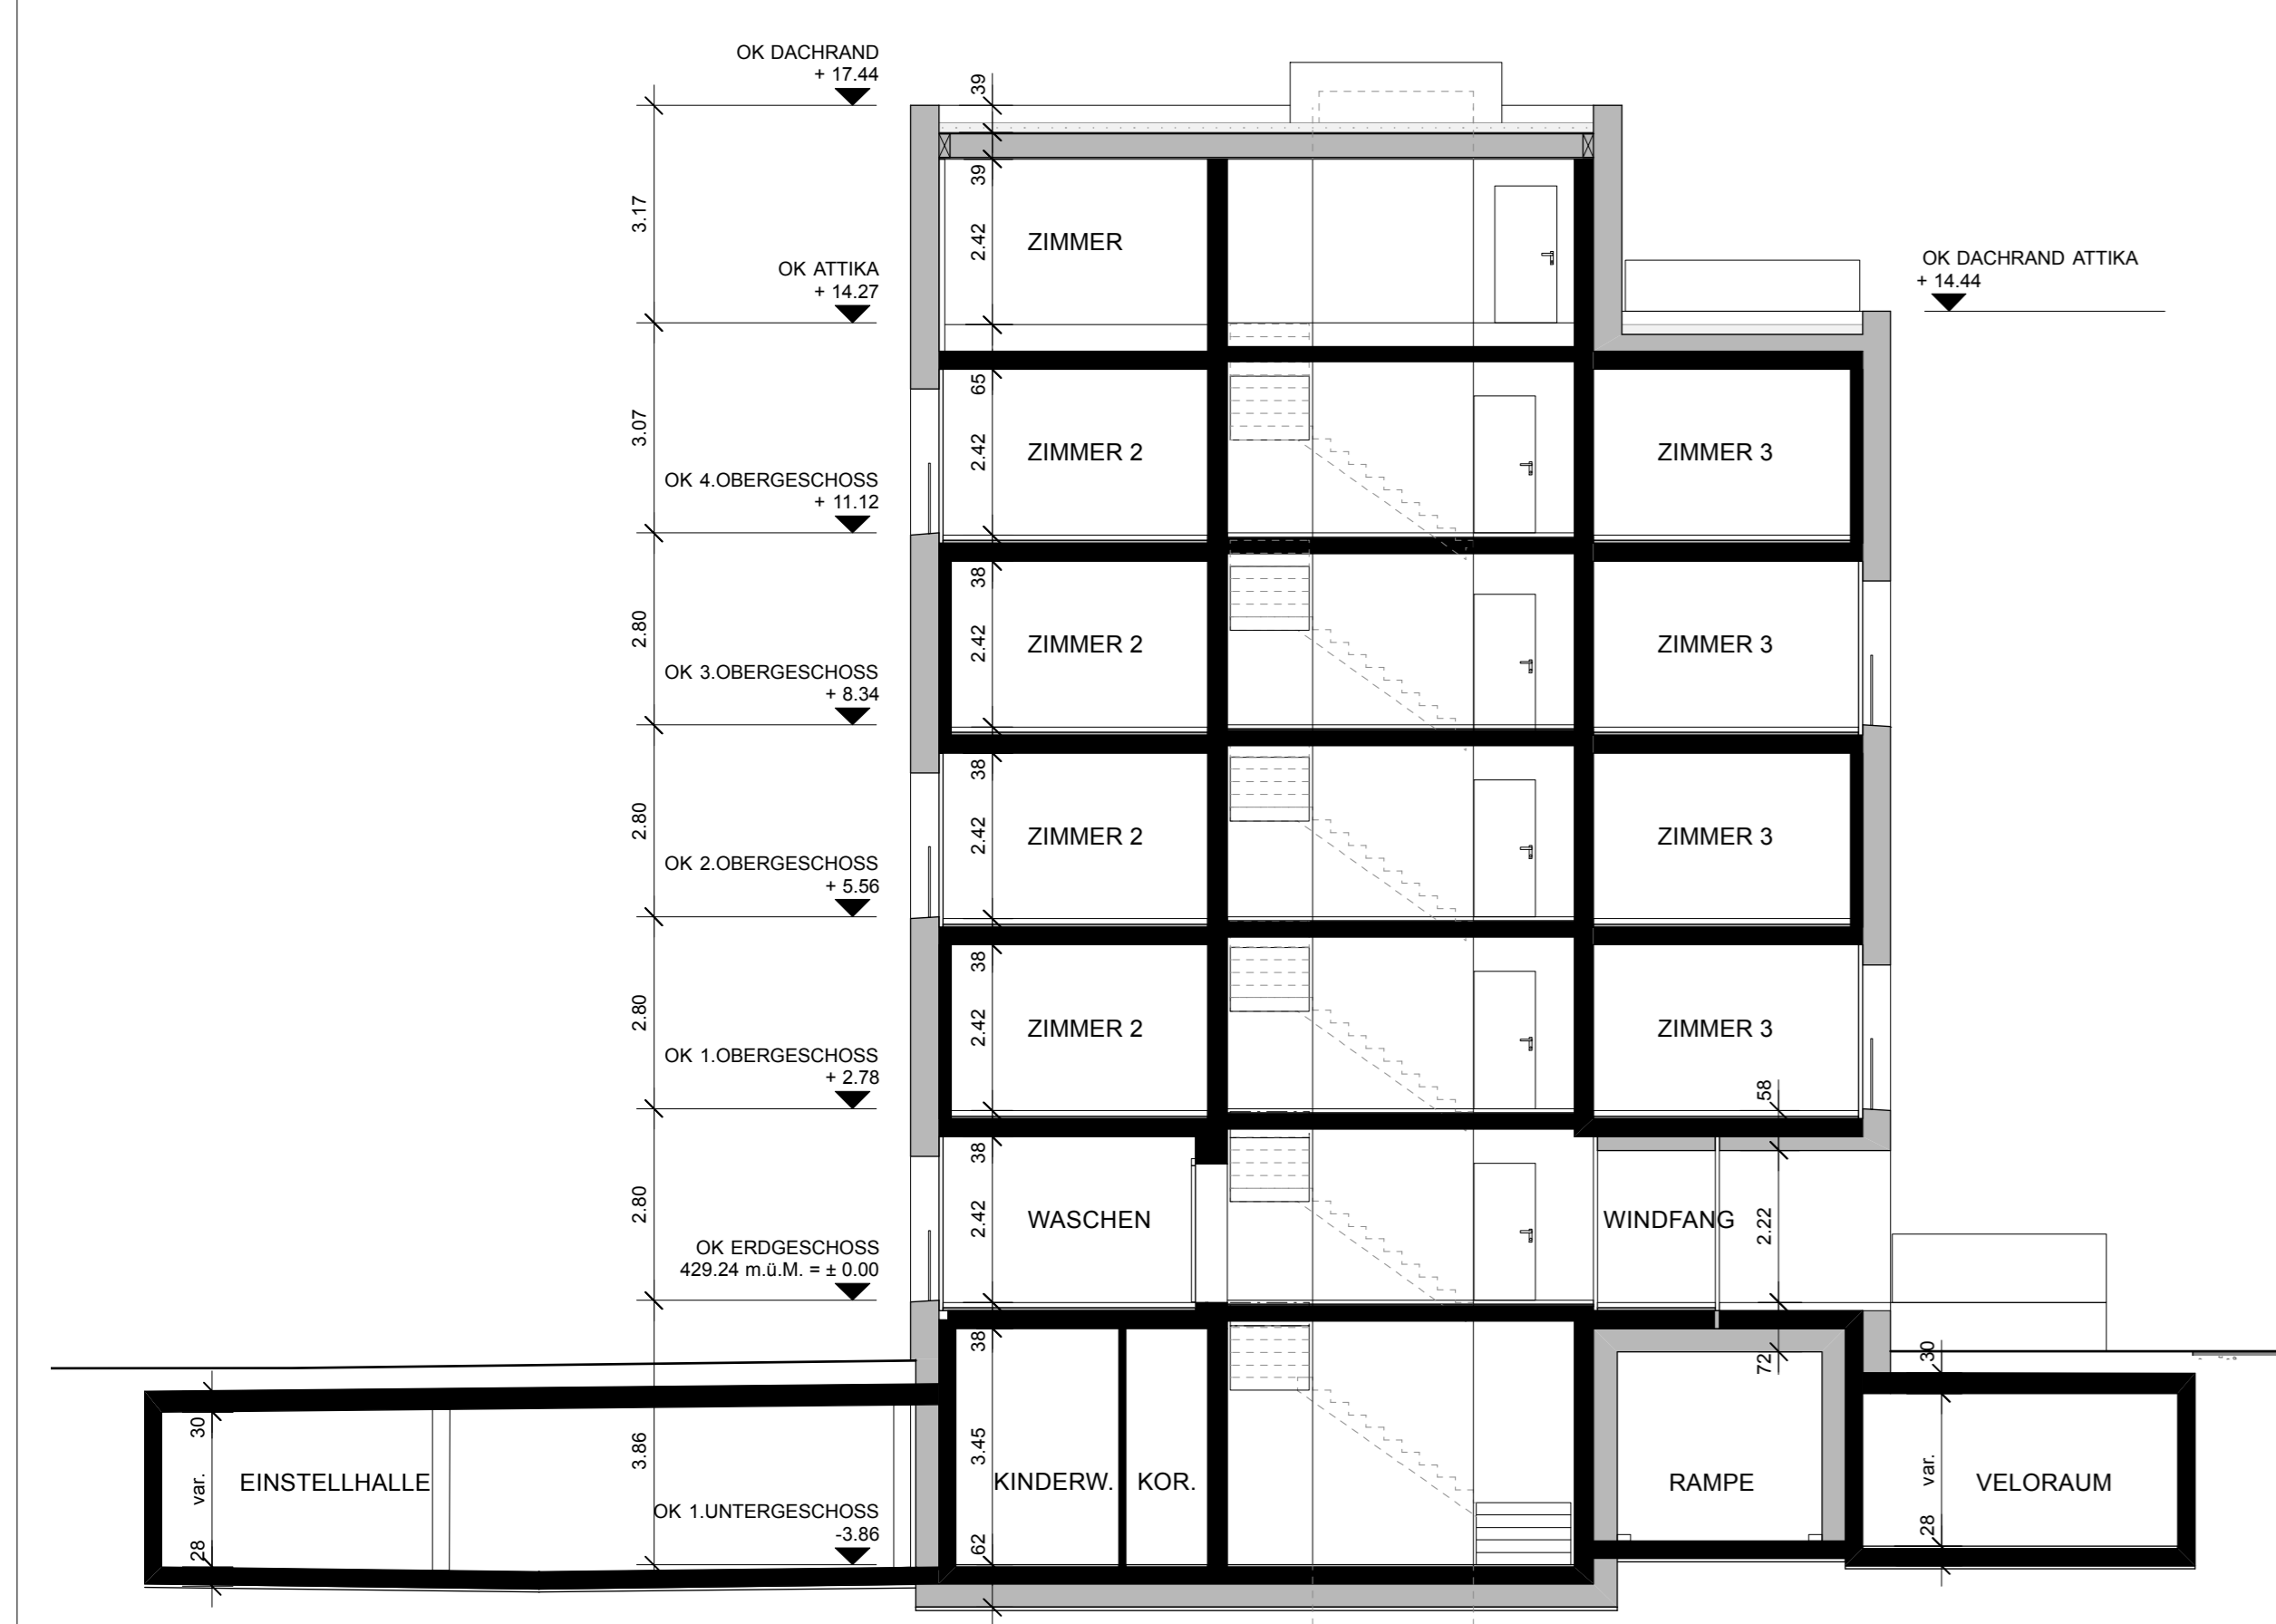 OK DACHRAND
+ 17.44
39
39
3.17
2.42
ZIMMER
OK ATTIKA
+ 14.27
OK DACHRAND ATTIKA
+ 14.44
65
3.07
2.42
ZIMMER 2
ZIMMER 3
OK 4.OBERGESCHOSS
+ 11.12
38
2.80
2.42
ZIMMER 2
ZIMMER 3
OK 3.OBERGESCHOSS
+ 8.34
38
2.80
2.42
ZIMMER 2
ZIMMER 3
OK 2.OBERGESCHOSS
+ 5.56
38
2.80
2.42
ZIMMER 2
ZIMMER 3
OK 1.OBERGESCHOSS
+ 2.78
58
38
2.80
2.42
WASCHEN
WINDFANG
2.22
OK ERDGESCHOSS
429.24 m.ü.M. = ± 0.00
38
72
30
30
3.86
3.45
var.
EINSTELLHALLE
KINDERW.
KOR.
RAMPE
var.
VELORAUM
OK 1.UNTERGESCHOSS
-3.86
28
62
28